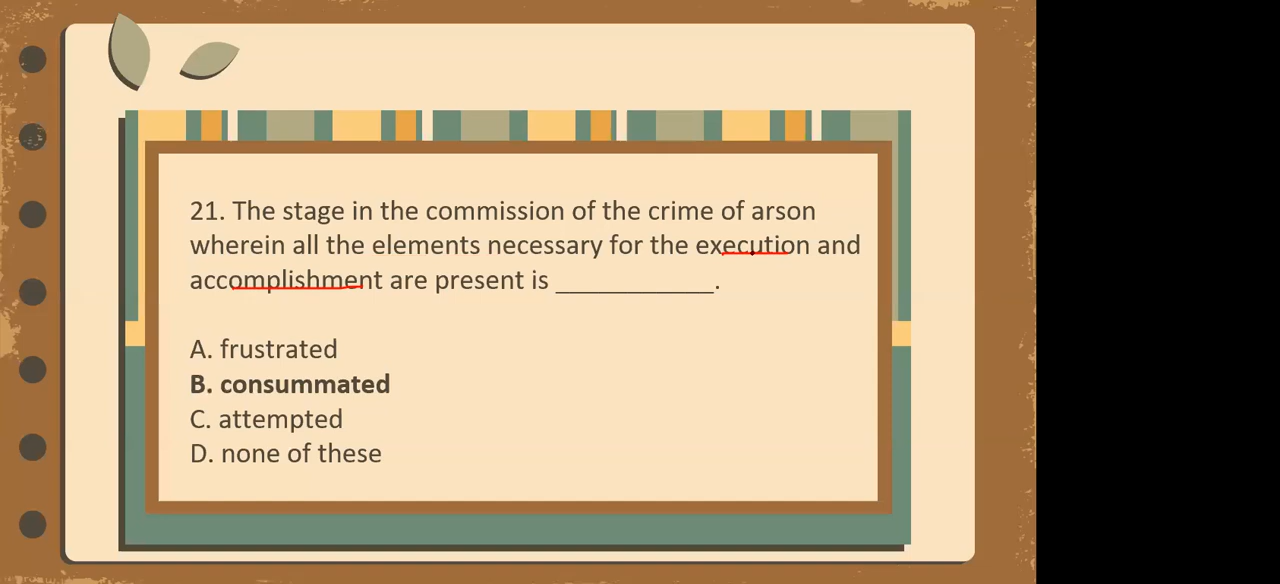 21. The stage in the commission of the crime of arson
wherein all the elements necessary for the execution and
accomplishment are present is ____________.
A. frustrated
B. consummated
C. attempted
D. none of these